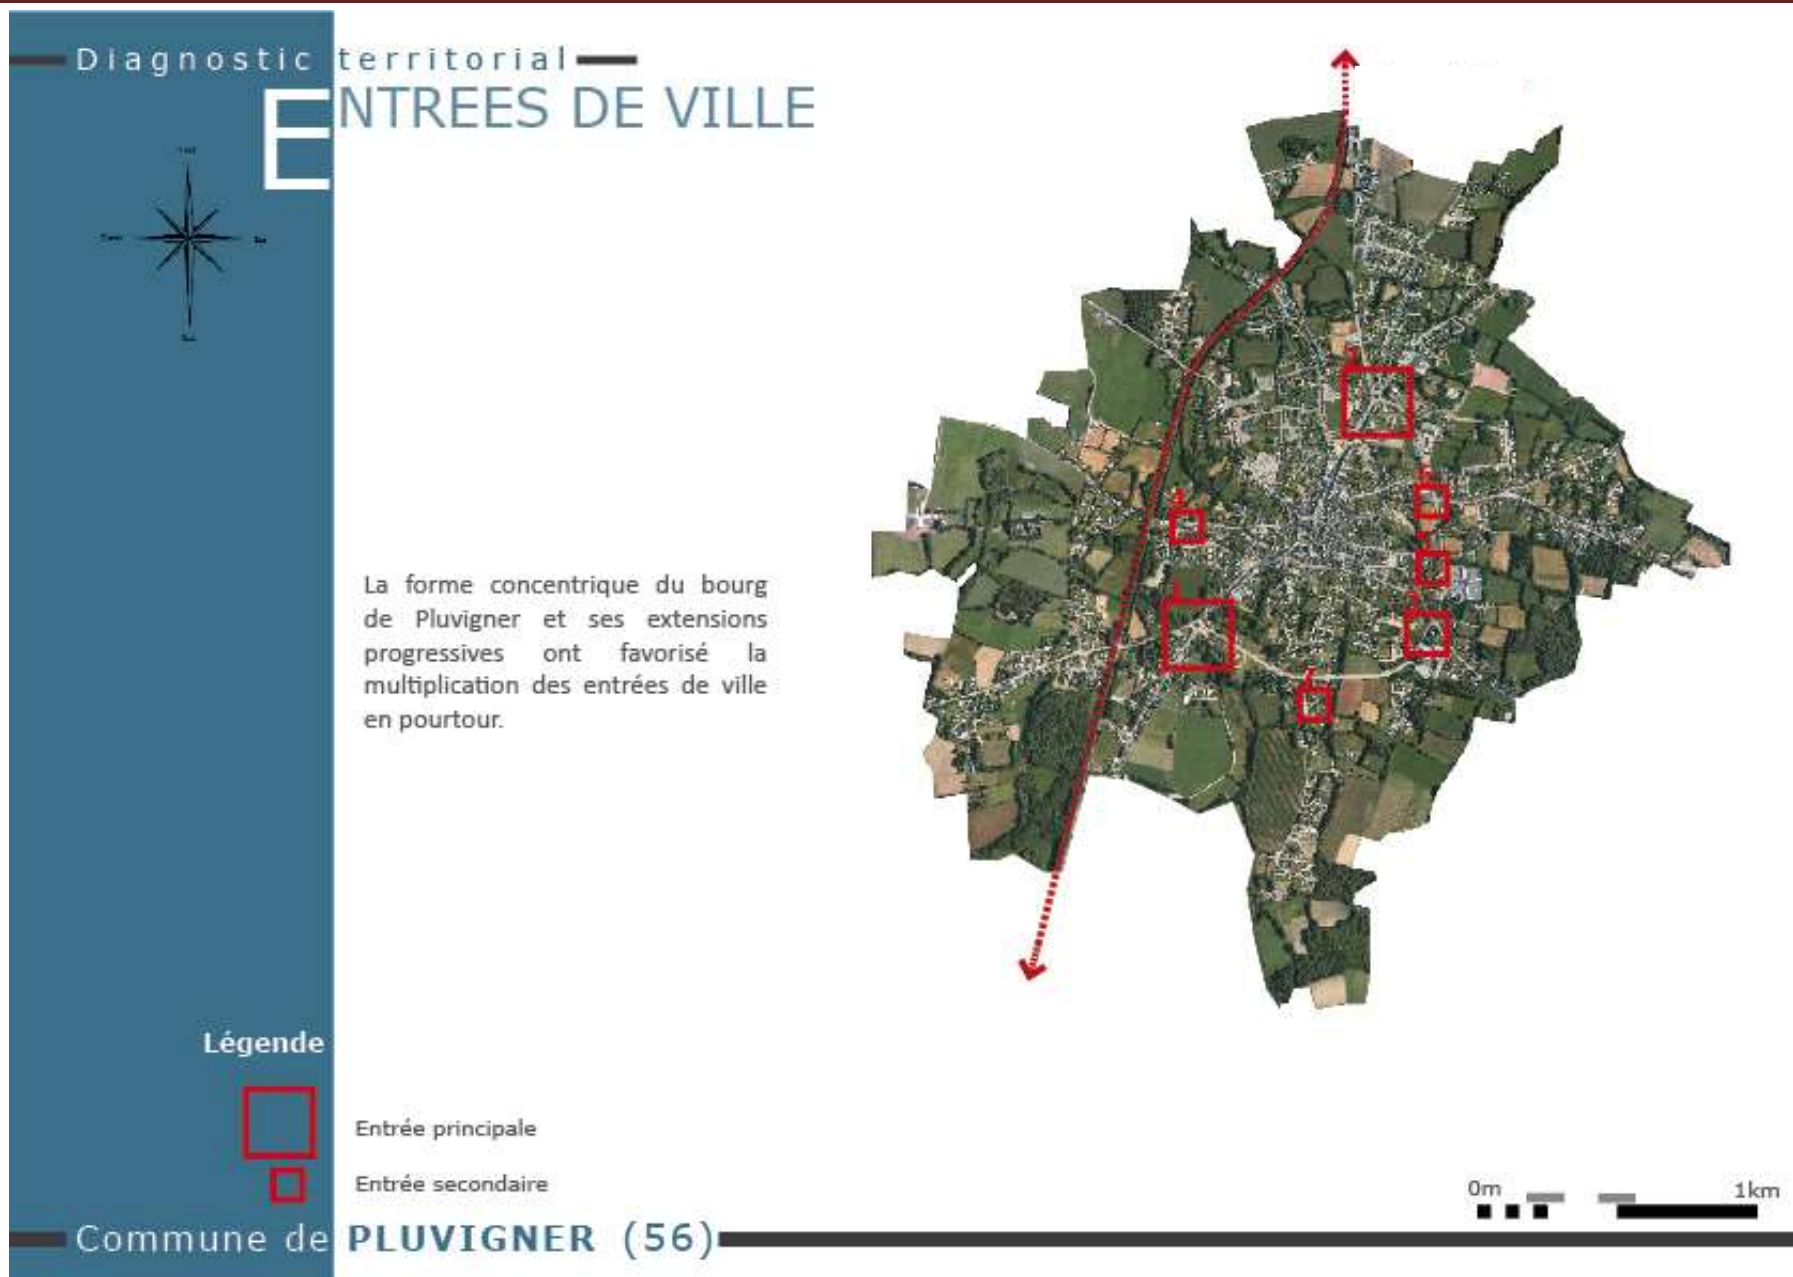 Diagnostic territorial
ENTREES DE VILLE
La forme concentrique du bourg
de Pluvigner et ses extensions
progressives ont favorisé la
multiplication des entrées de ville
en pourtour.
Légende
Entrée principale
Entrée secondaire
0m 1km
Commune de PLUVIGNER (56)